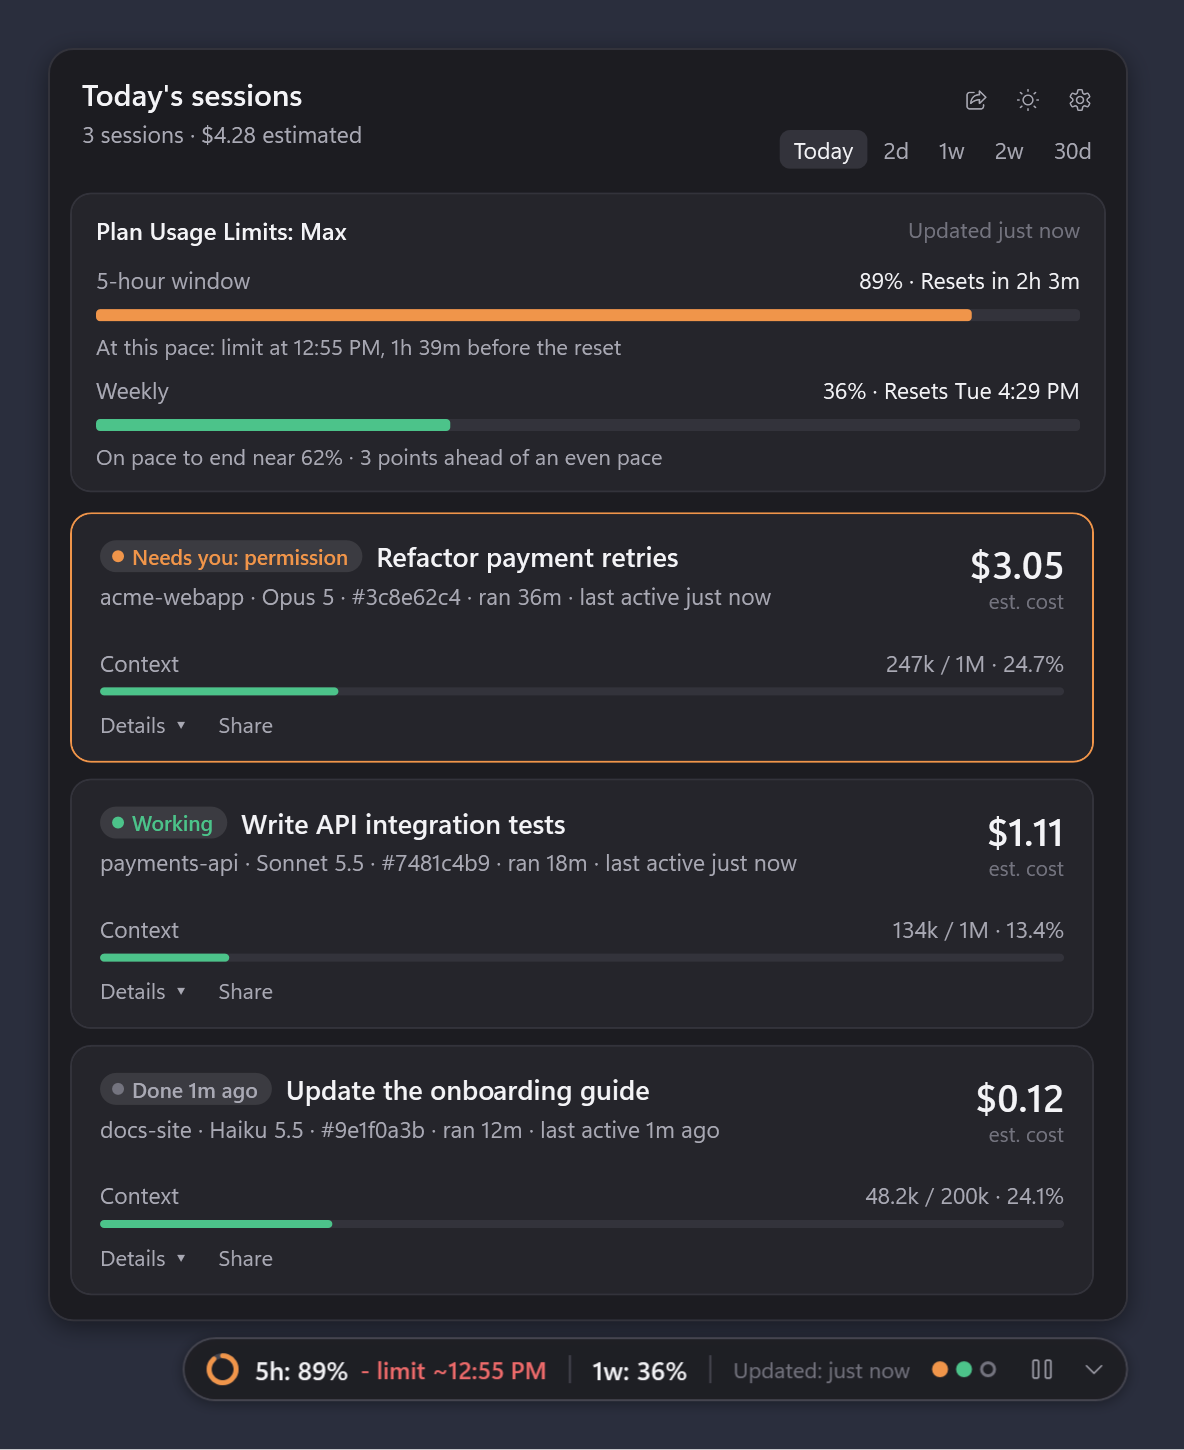 Today's sessions
3 sessions · $4.28 estimated
Today 2d 1w 2w 30d
Plan Usage Limits: Max
Updated just now
5-hour window
89% · Resets in 2h 3m
At this pace: limit at 12:55 PM, 1h 39m before the reset
Weekly
36% · Resets Tue 4:29 PM
On pace to end near 62% · 3 points ahead of an even pace
Needs you: permission
Refactor payment retries
$3.05
acme-webapp · Opus 5 · #3c8e62c4 · ran 36m · last active just now
est. cost
Context
247k / 1M · 24.7%
Details ▾ Share
Working
Write API integration tests
$1.11
payments-api · Sonnet 5.5 · #7481c4b9 · ran 18m · last active just now
est. cost
Context
134k / 1M · 13.4%
Details ▾ Share
Done 1m ago
Update the onboarding guide
$0.12
docs-site · Haiku 5.5 · #9e1f0a3b · ran 12m · last active 1m ago
est. cost
Context
48.2k / 200k · 24.1%
Details ▾ Share
5h: 89% - limit ~12:55 PM
1w: 36%
Updated: just now